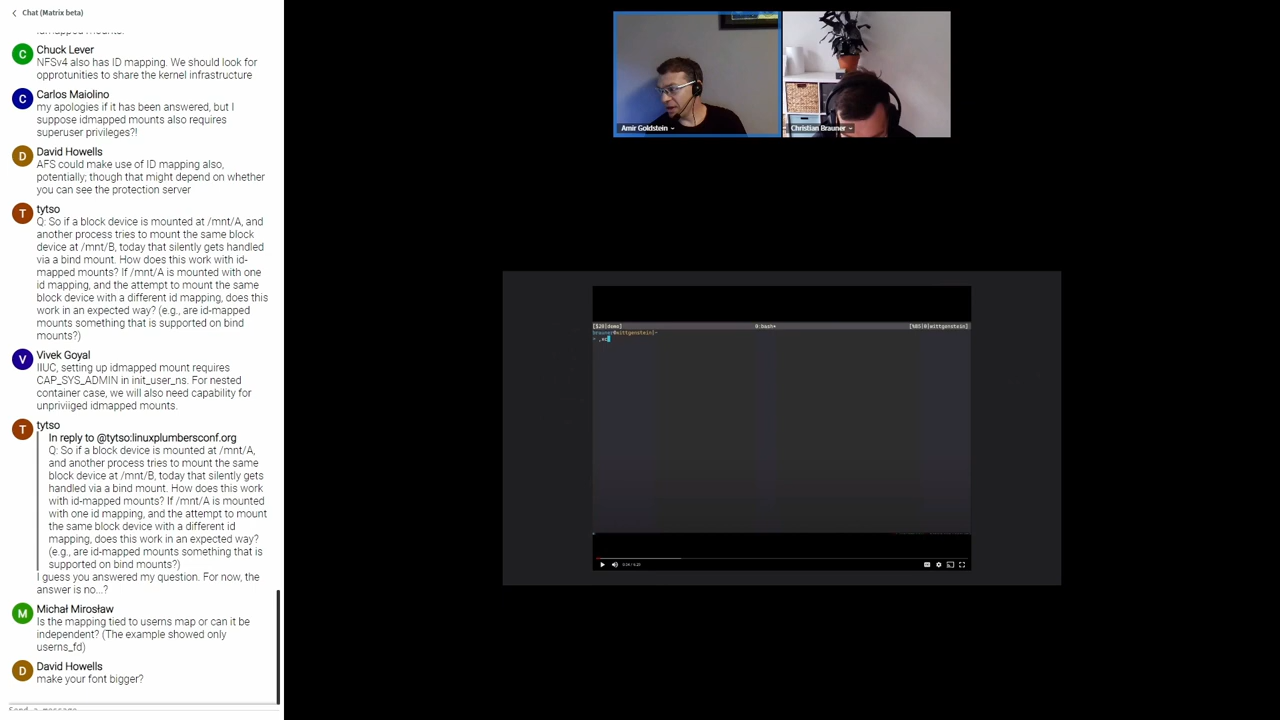 Chat (Matrix beta)
idmapped mounts.
C
Chuck Lever
NFSv4 also has ID mapping. We should look for
opprotunities to share the kernel infrastructure
C
Carlos Maiolino
my apologies if it has been answered, but I
suppose idmapped mounts also requires
superuser privileges?!
D
David Howells
AFS could make use of ID mapping also,
potentially; though that might depend on whether
you can see the protection server
T
tytso
Q: So if a block device is mounted at /mnt/A, and
another process tries to mount the same block
device at /mnt/B, today that silently gets handled
via a bind mount. How does this work with id-
mapped mounts? If /mnt/A is mounted with one
id mapping, and the attempt to mount the same
block device with a different id mapping, does this
work in an expected way? (e.g., are id-mapped
mounts something that is supported on bind
mounts?)
V
Vivek Goyal
IIUC, setting up idmapped mount requires
CAP_SYS_ADMIN in init_user_ns. For nested
container case, we will also need capability for
unpriviiged idmapped mounts.
T
tytso
In reply to @tytso:linuxplumbersconf.org
Q: So if a block device is mounted at /mnt/A,
and another process tries to mount the same
block device at /mnt/B, today that silently gets
handled via a bind mount. How does this work
with id-mapped mounts? If /mnt/A is mounted
with one id mapping, and the attempt to mount
the same block device with a different id
mapping, does this work in an expected way?
(e.g., are id-mapped mounts something that is
supported on bind mounts?)
I guess you answered my question. For now, the
answer is no...?
M
Michał Mirosław
Is the mapping tied to userns map or can it be
independent? (The example showed only
userns_fd)
D
David Howells
make your font bigger?
Send a message
Amir Goldstein
Christian Brauner
0:bash*
brauner@wittgenstein|~